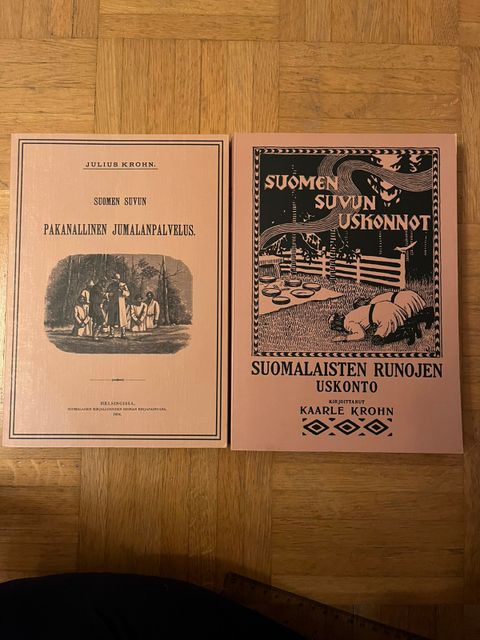 JULIUS KROHN.
SUOMEN SUVUN
PAKANALLINEN JUMALANPALVELUS.
HELSINGISSÄ,
SUOMALAISEN KIRJALLISUUDEN SEURAN KIRJAPAINOSSA,
1894.
SUOMEN
SUVUN
USKONNOT
SUOMALAISTEN RUNOJEN
USKONTO
KIRJOITTANUT
KAARLE KROHN